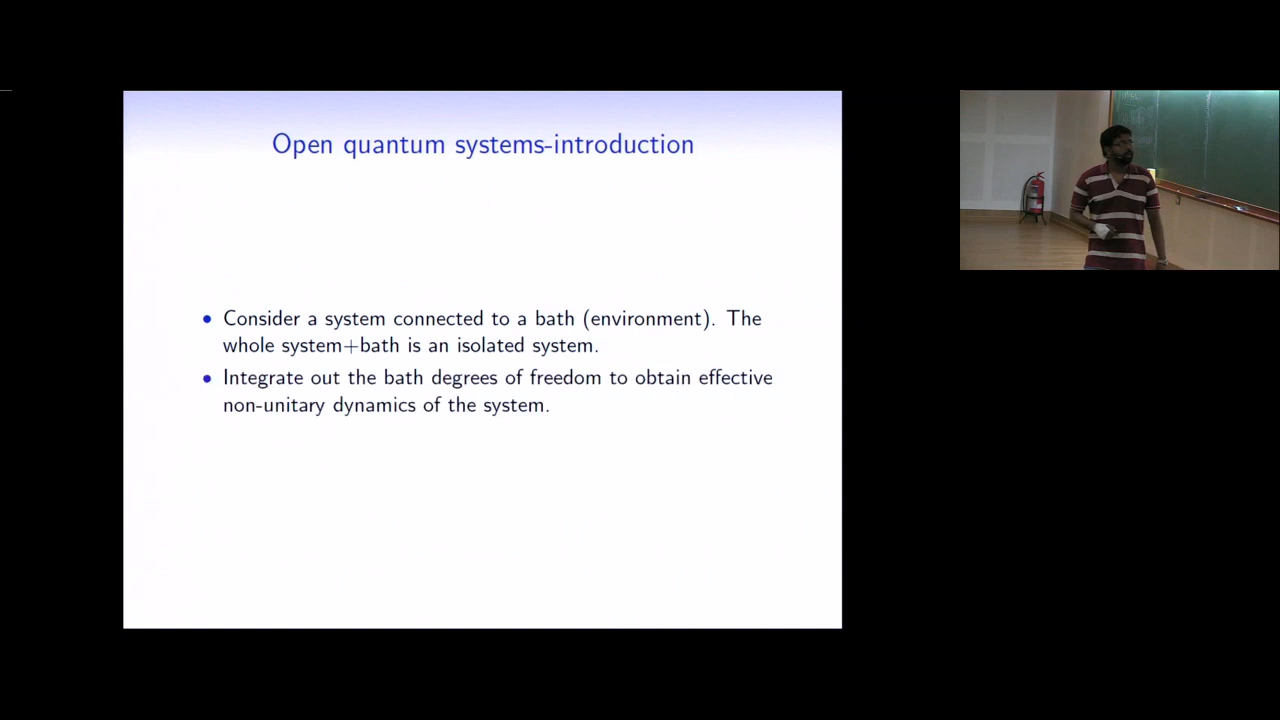 Open quantum systems-introduction
• Consider a system connected to a bath (environment). The
whole system+bath is an isolated system.
• Integrate out the bath degrees of freedom to obtain effective
non-unitary dynamics of the system.